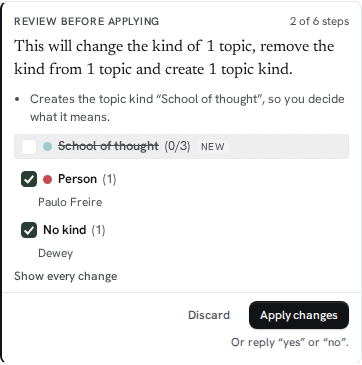 REVIEW BEFORE APPLYING 2 of 6 steps
This will change the kind of 1 topic, remove the
kind from 1 topic and create 1 topic kind.
• Creates the topic kind “School of thought”, so you decide
what it means.
School of thought (0/3) NEW
Person (1)
Paulo Freire
No kind (1)
Dewey
Show every change
Discard Apply changes
Or reply “yes” or “no”.